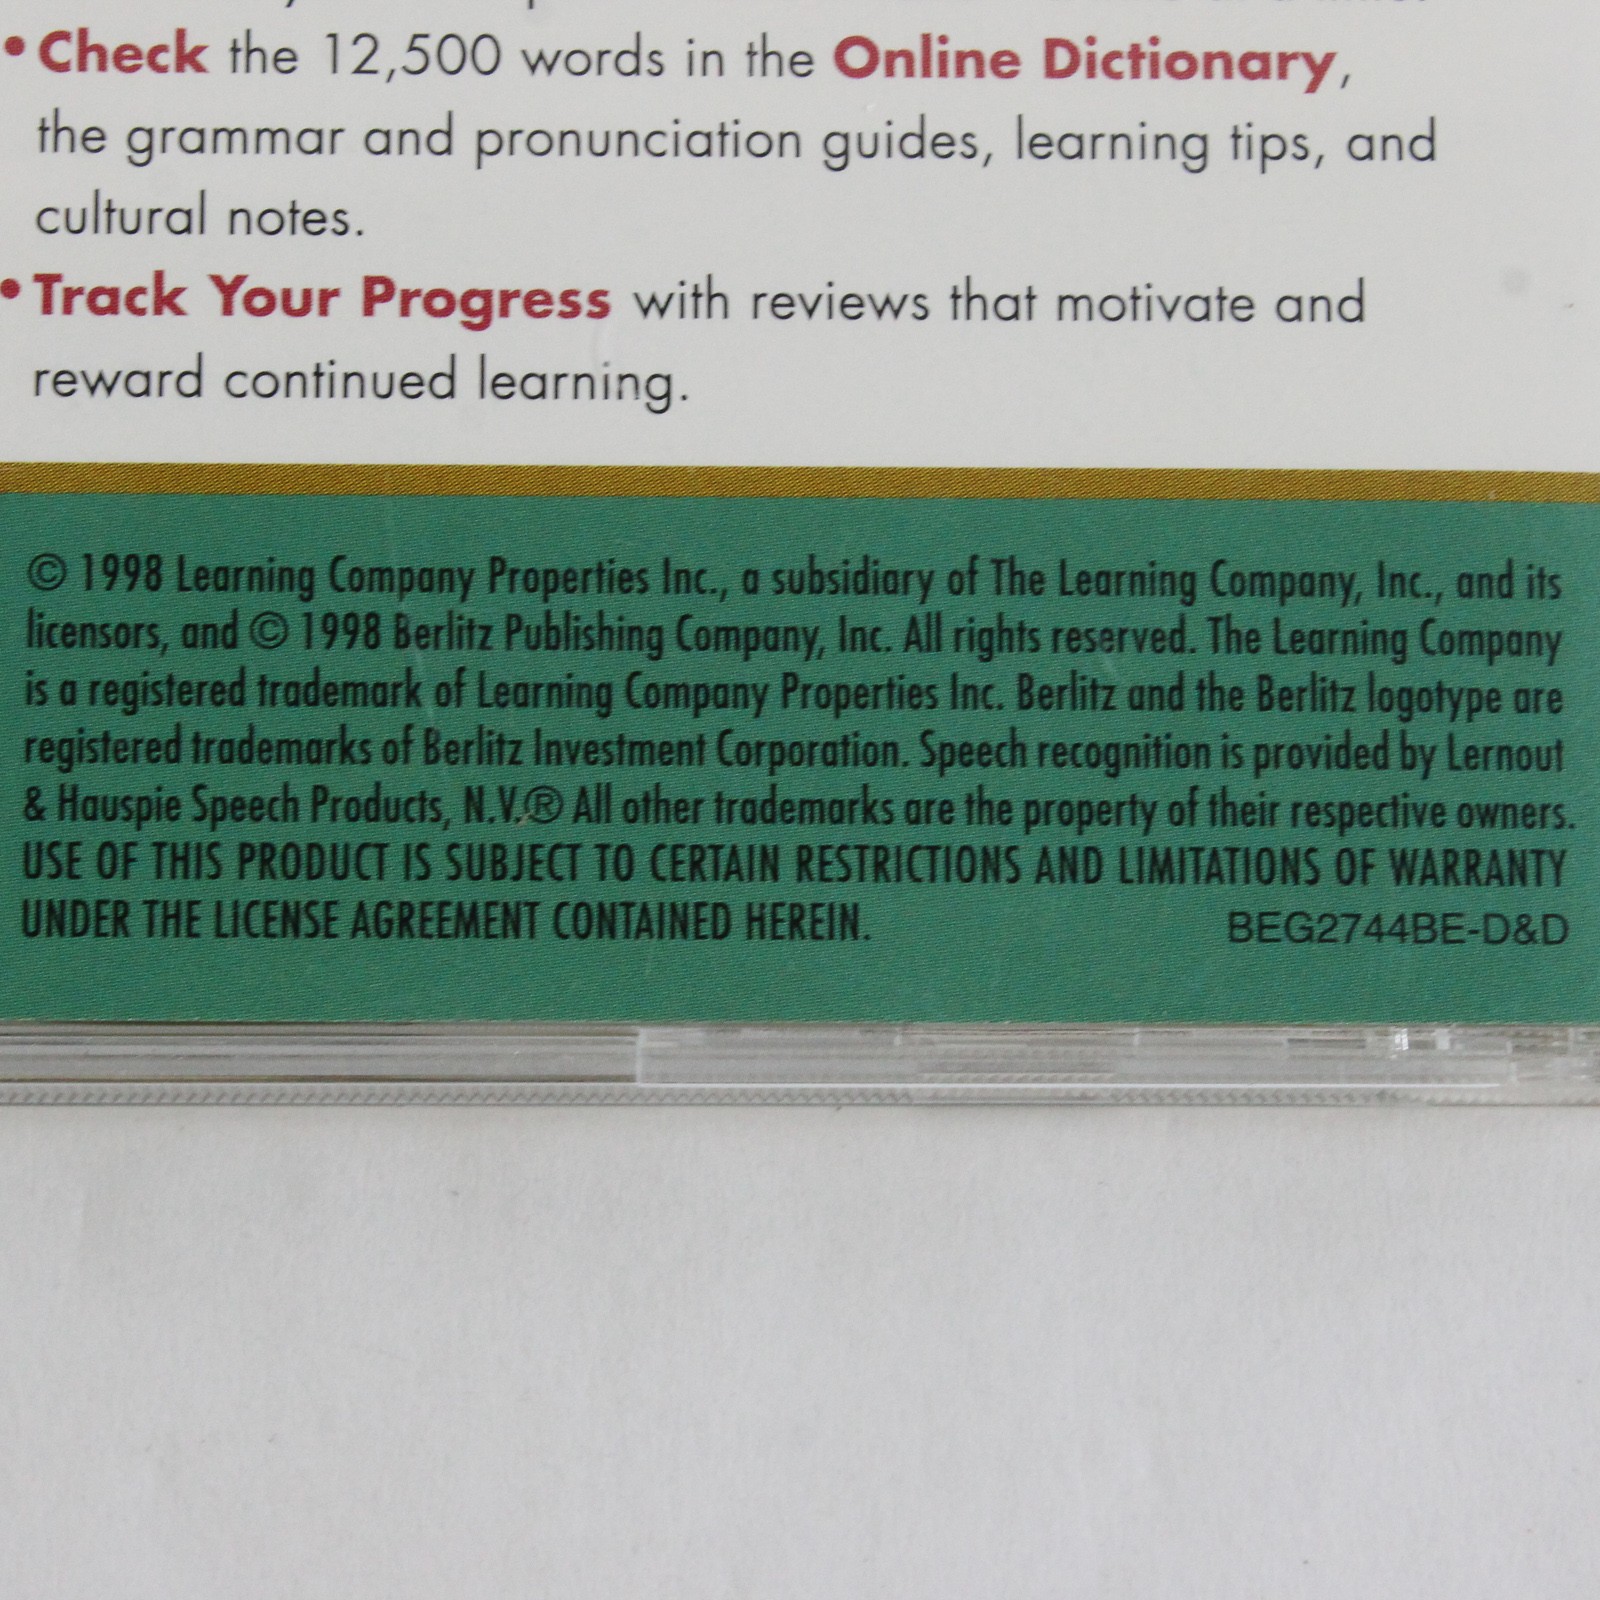 • Check the 12,500 words in the Online Dictionary,
the grammar and pronunciation guides, learning tips, and
cultural notes.
• Track Your Progress with reviews that motivate and
reward continued learning.
© 1998 Learning Company Properties Inc., a subsidiary of The Learning Company, Inc., and its
licensors, and © 1998 Berlitz Publishing Company, Inc. All rights reserved. The Learning Company
is a registered trademark of Learning Company Properties Inc. Berlitz and the Berlitz logotype are
registered trademarks of Berlitz Investment Corporation. Speech recognition is provided by Lernout
& Hauspie Speech Products, N.V.® All other trademarks are the property of their respective owners.
USE OF THIS PRODUCT IS SUBJECT TO CERTAIN RESTRICTIONS AND LIMITATIONS OF WARRANTY
UNDER THE LICENSE AGREEMENT CONTAINED HEREIN. BEG2744BE-D&D